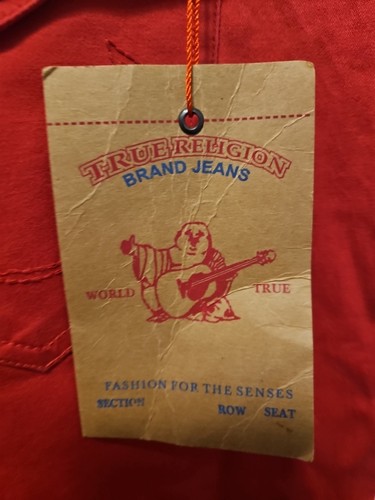 TRUE RELIGION
BRAND JEANS
WORLD TRUE
FASHION FOR THE SENSES
SECTION ROW SEAT